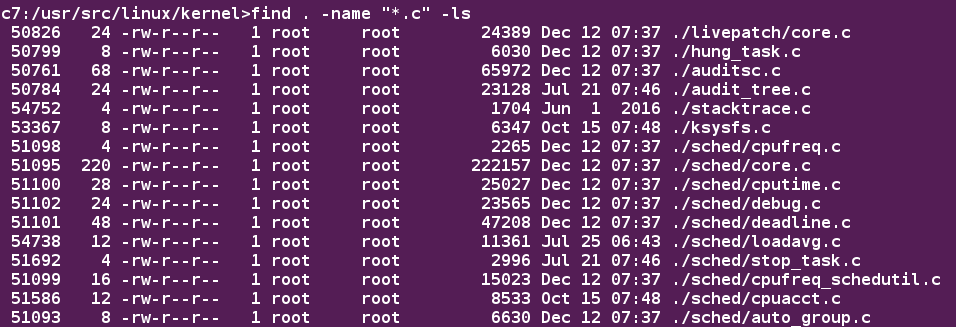 c7:/usr/src/linux/kernel>find . -name "*.c" -ls
50826   24 -rw-r--r--   1 root     root        24389 Dec 12 07:37 ./livepatch/core.c
50799    8 -rw-r--r--   1 root     root         6030 Dec 12 07:37 ./hung_task.c
50761   68 -rw-r--r--   1 root     root        65972 Dec 12 07:37 ./auditsc.c
50784   24 -rw-r--r--   1 root     root        23128 Jul 21 07:46 ./audit_tree.c
54752    4 -rw-r--r--   1 root     root         1704 Jun  1  2016 ./stacktrace.c
53367    8 -rw-r--r--   1 root     root         6347 Oct 15 07:48 ./ksysfs.c
51098    4 -rw-r--r--   1 root     root         2265 Dec 12 07:37 ./sched/cpufreq.c
51095  220 -rw-r--r--   1 root     root       222157 Dec 12 07:37 ./sched/core.c
51100   28 -rw-r--r--   1 root     root        25027 Dec 12 07:37 ./sched/cputime.c
51102   24 -rw-r--r--   1 root     root        23565 Dec 12 07:37 ./sched/debug.c
51101   48 -rw-r--r--   1 root     root        47208 Dec 12 07:37 ./sched/deadline.c
54738   12 -rw-r--r--   1 root     root        11361 Jul 25 06:43 ./sched/loadavg.c
51692    4 -rw-r--r--   1 root     root         2996 Jul 21 07:46 ./sched/stop_task.c
51099   16 -rw-r--r--   1 root     root        15023 Dec 12 07:37 ./sched/cpufreq_schedutil.c
51586   12 -rw-r--r--   1 root     root         8533 Oct 15 07:48 ./sched/cpuacct.c
51093    8 -rw-r--r--   1 root     root         6630 Dec 12 07:37 ./sched/auto_group.c